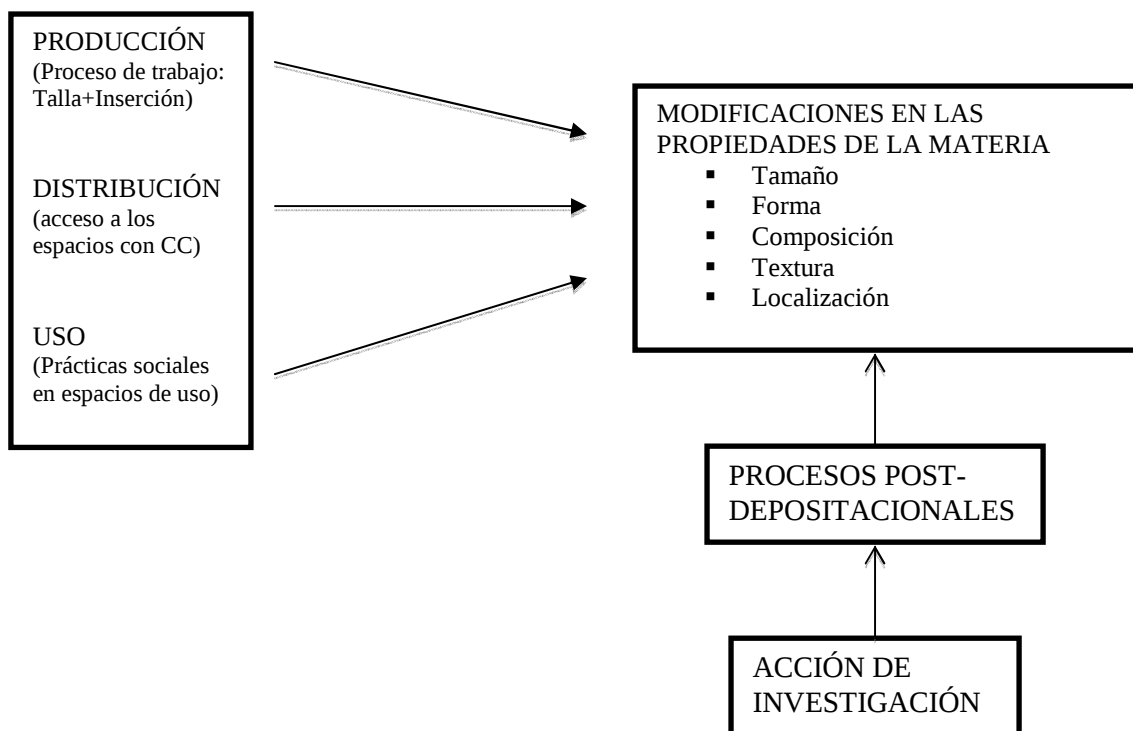 PRODUCCIÓN
(Proceso de trabajo:
Talla+Inserción)
DISTRIBUCIÓN
(acceso a los
espacios con CC)
USO
(Prácticas sociales
en espacios de uso)
MODIFICACIONES EN LAS
PROPIEDADES DE LA MATERIA
▪ Tamaño
▪ Forma
▪ Composición
▪ Textura
▪ Localización
PROCESOS POST-
DEPOSITACIONALES
ACCIÓN DE
INVESTIGACIÓN